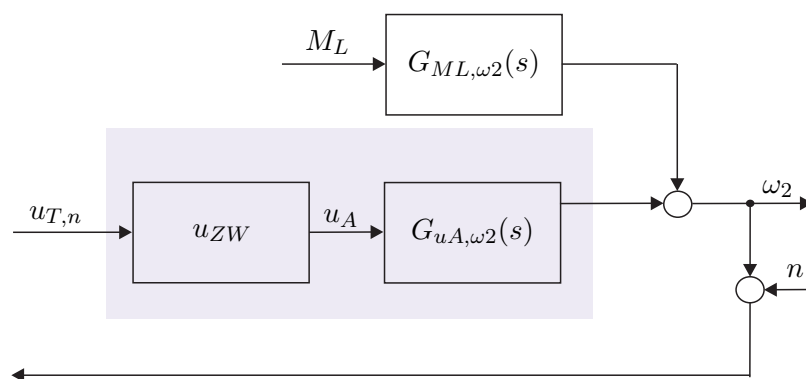 M_L
G_{ML,ω2}(s)
u_{T,n}
u_{ZW}
u_A
G_{uA,ω2}(s)
ω_2
n